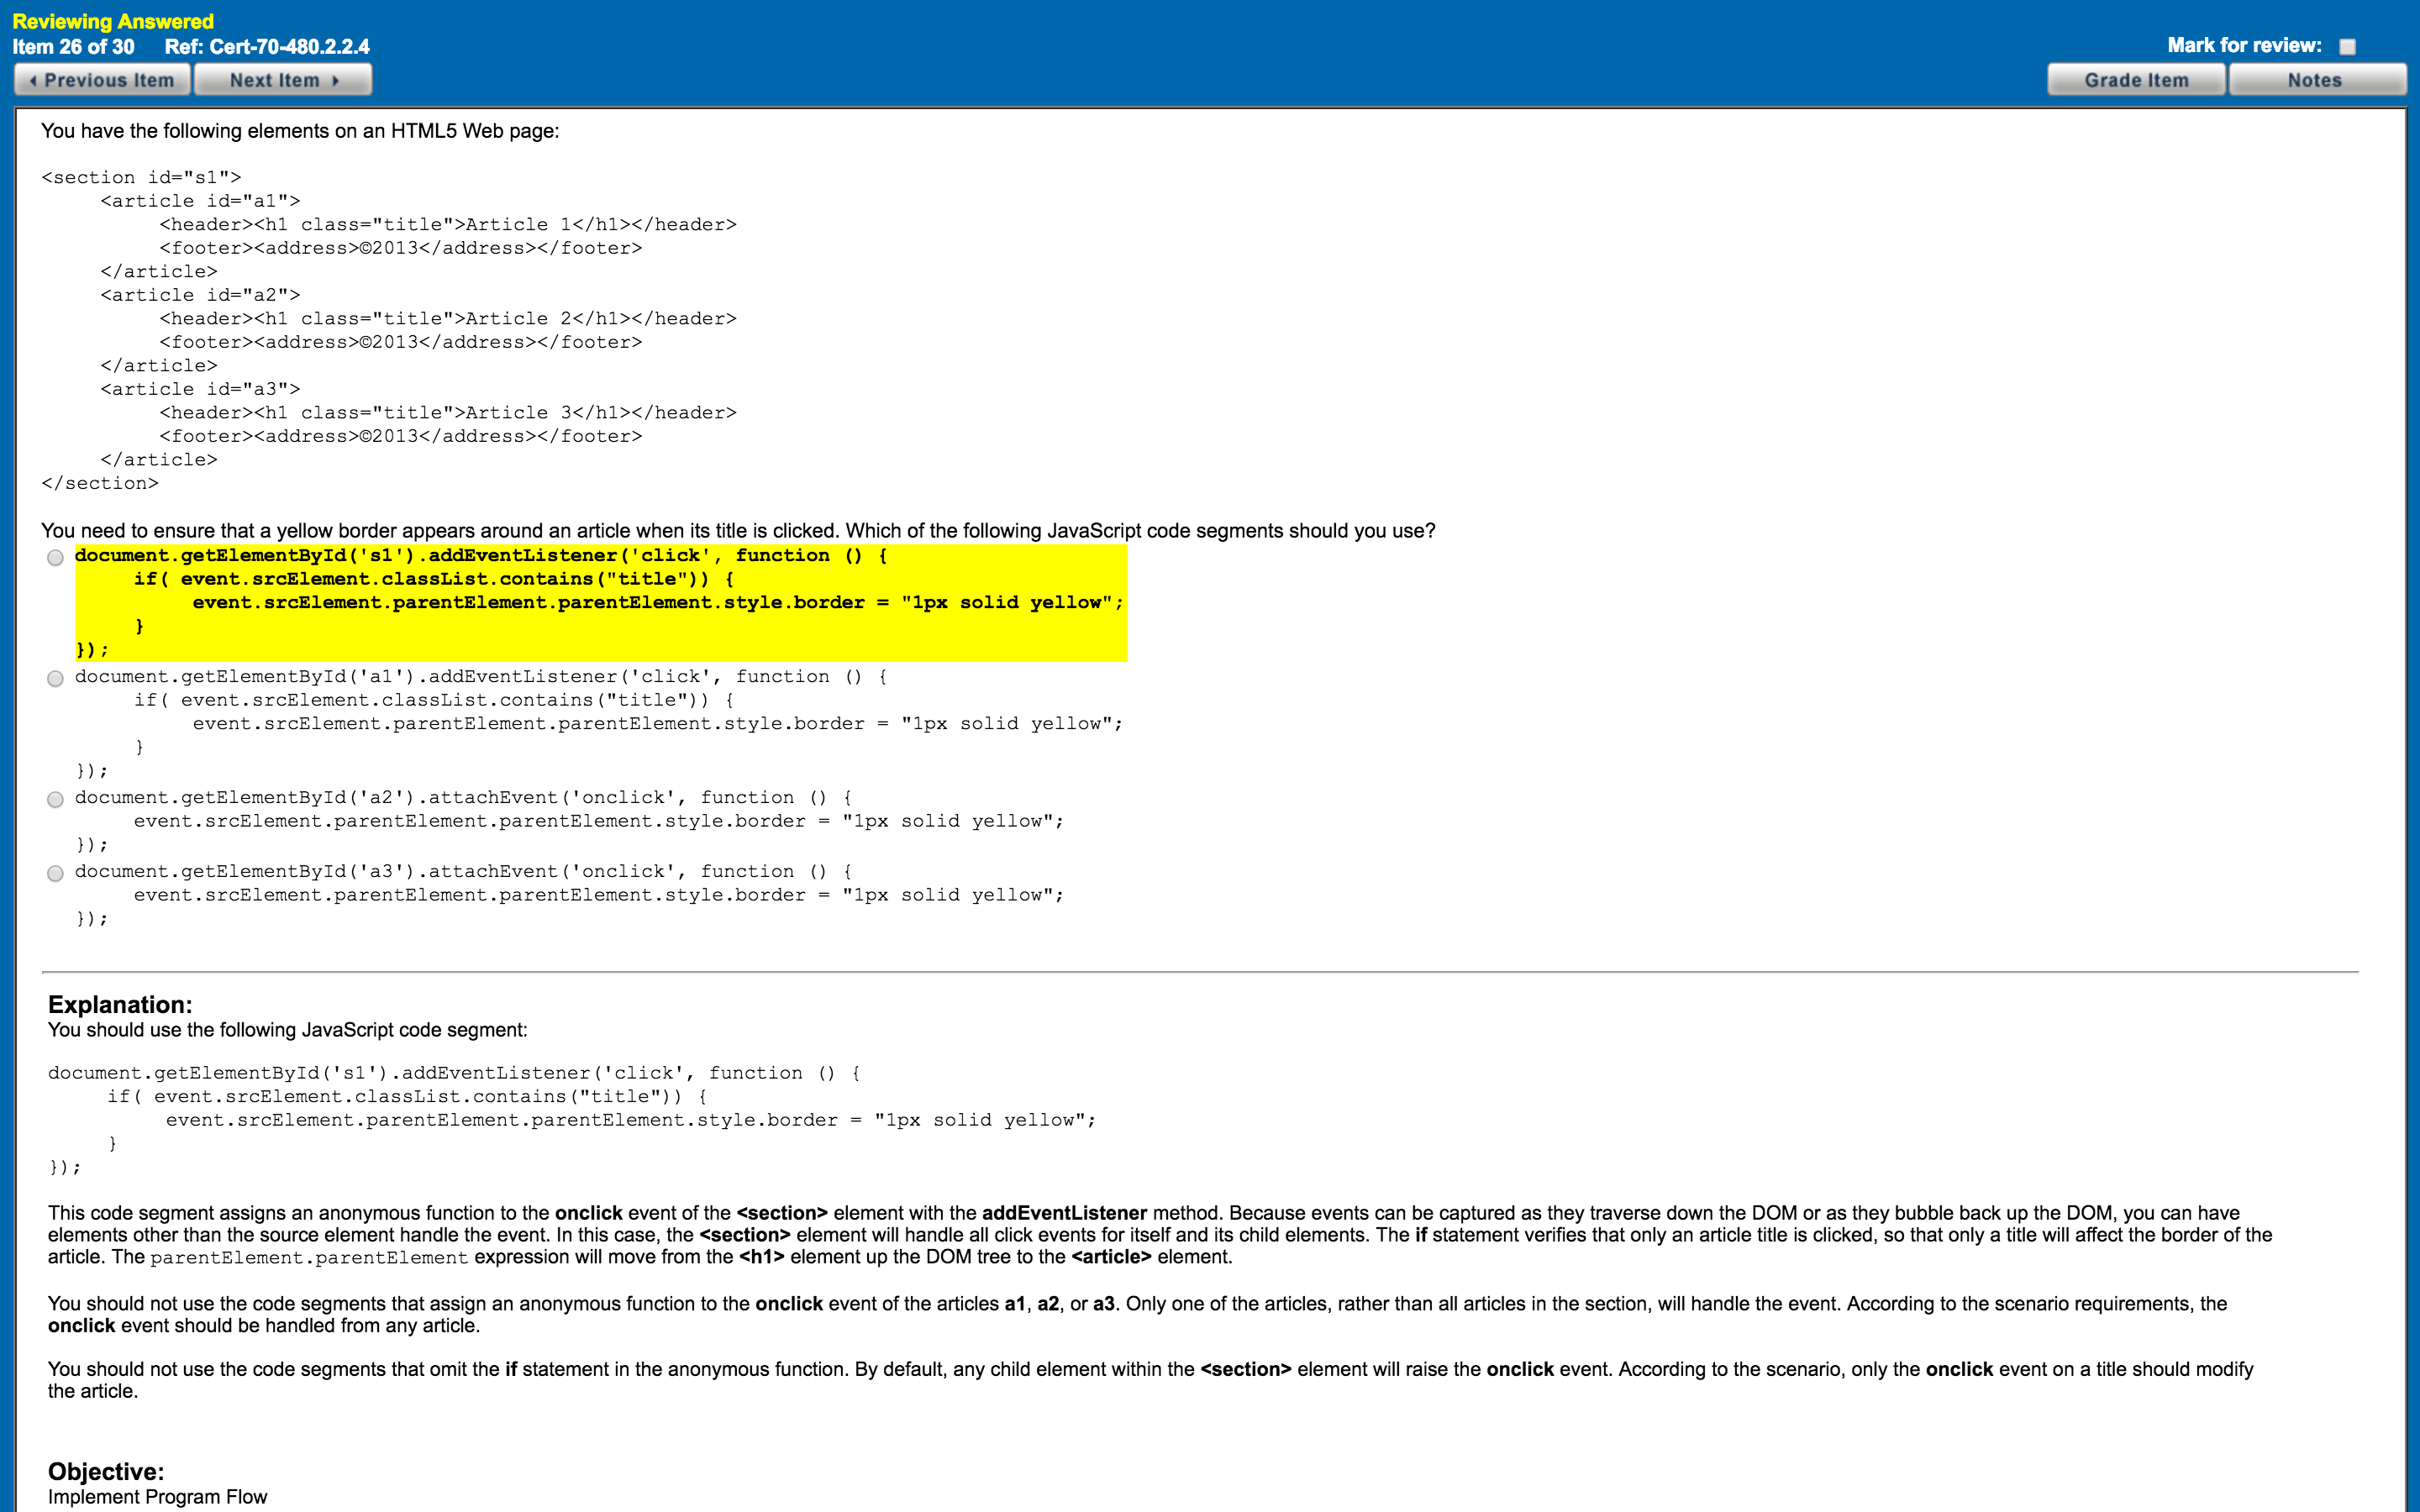 Reviewing Answered
Item 26 of 30 Ref: Cert-70-480.2.2.4
Mark for review:
Previous Item
Next Item
Grade Item
Notes
You have the following elements on an HTML5 Web page:
<section id="s1">
<article id="a1">
<header><h1 class="title">Article 1</h1></header>
<footer><address>©2013</address></footer>
</article>
<article id="a2">
<header><h1 class="title">Article 2</h1></header>
<footer><address>©2013</address></footer>
</article>
<article id="a3">
<header><h1 class="title">Article 3</h1></header>
<footer><address>©2013</address></footer>
</article>
</section>
You need to ensure that a yellow border appears around an article when its title is clicked. Which of the following JavaScript code segments should you use?
document.getElementById('s1').addEventListener('click', function () {
if( event.srcElement.classList.contains("title")) {
event.srcElement.parentElement.parentElement.style.border = "1px solid yellow";
}
});
document.getElementById('a1').addEventListener('click', function () {
if( event.srcElement.classList.contains("title")) {
event.srcElement.parentElement.parentElement.style.border = "1px solid yellow";
}
});
document.getElementById('a2').attachEvent('onclick', function () {
event.srcElement.parentElement.parentElement.style.border = "1px solid yellow";
});
document.getElementById('a3').attachEvent('onclick', function () {
event.srcElement.parentElement.parentElement.style.border = "1px solid yellow";
});
Explanation:
You should use the following JavaScript code segment:
document.getElementById('s1').addEventListener('click', function () {
if( event.srcElement.classList.contains("title")) {
event.srcElement.parentElement.parentElement.style.border = "1px solid yellow";
}
});
This code segment assigns an anonymous function to the onclick event of the <section> element with the addEventListener method. Because events can be captured as they traverse down the DOM or as they bubble back up the DOM, you can have
elements other than the source element handle the event. In this case, the <section> element will handle all click events for itself and its child elements. The if statement verifies that only an article title is clicked, so that only a title will affect the border of the
article. The parentElement.parentElement expression will move from the <h1> element up the DOM tree to the <article> element.
You should not use the code segments that assign an anonymous function to the onclick event of the articles a1, a2, or a3. Only one of the articles, rather than all articles in the section, will handle the event. According to the scenario requirements, the
onclick event should be handled from any article.
You should not use the code segments that omit the if statement in the anonymous function. By default, any child element within the <section> element will raise the onclick event. According to the scenario, only the onclick event on a title should modify
the article.
Objective:
Implement Program Flow